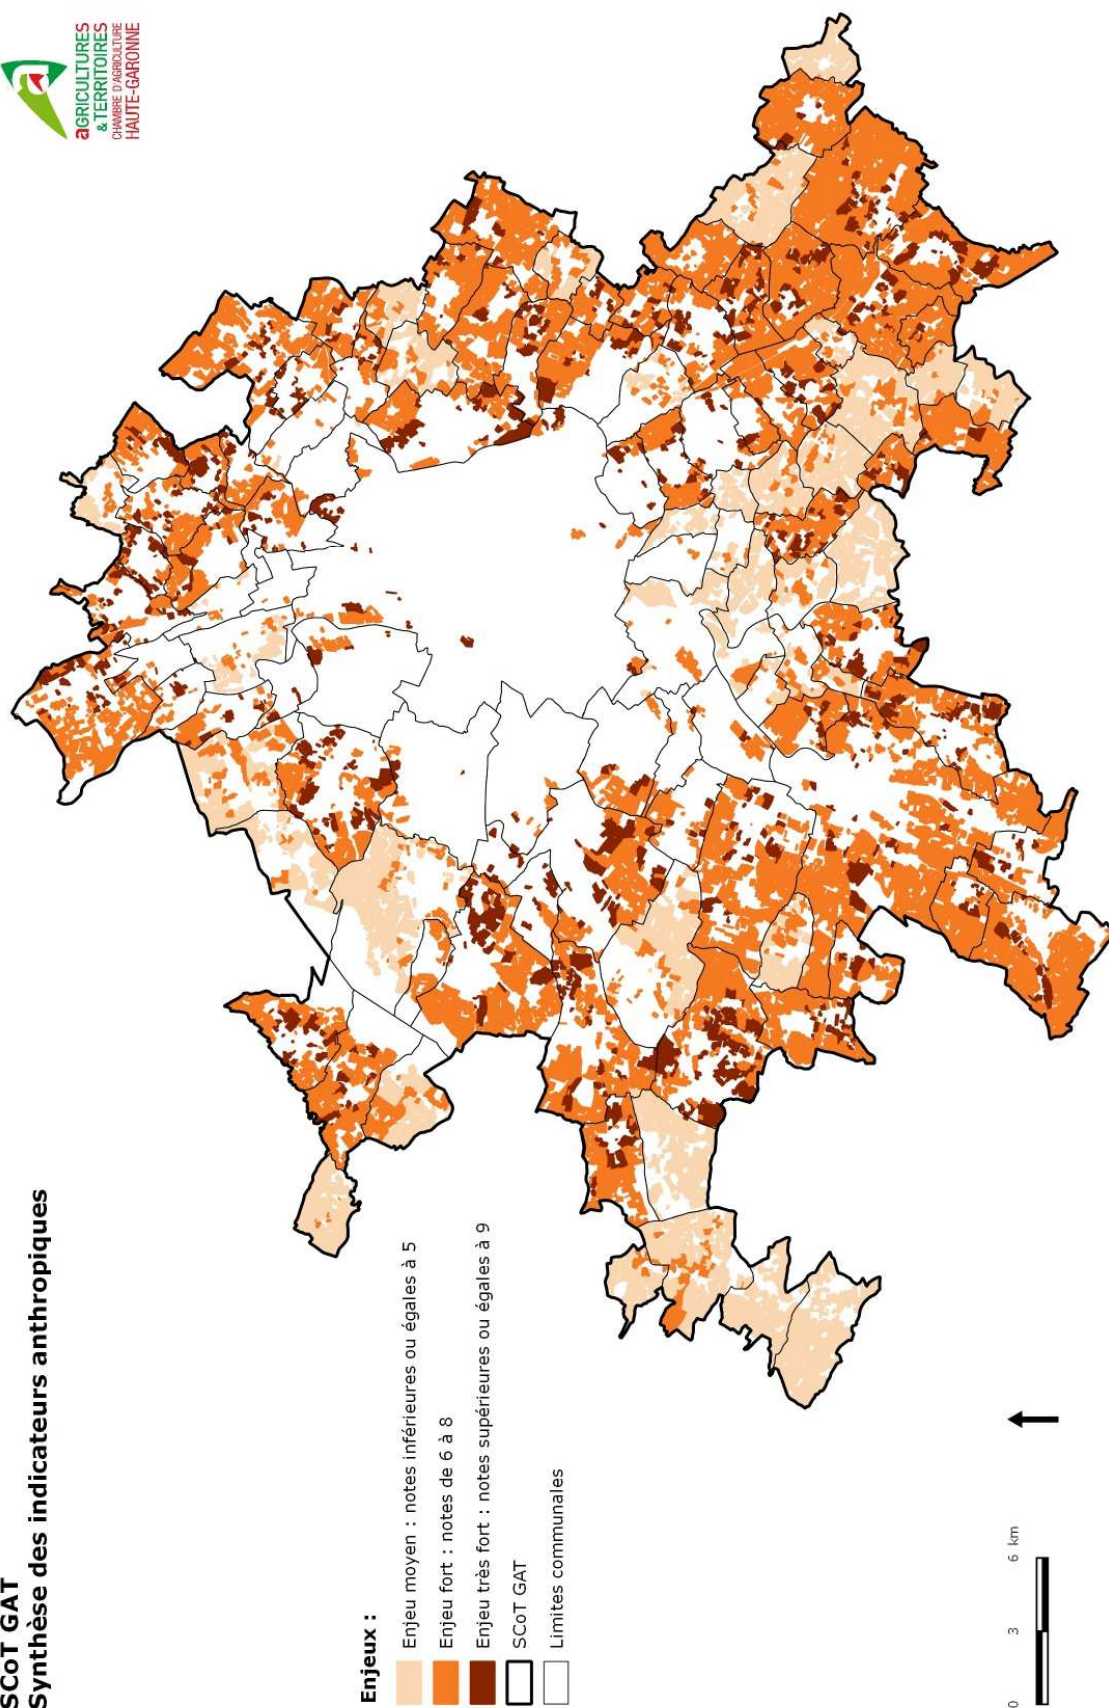 SCoT GAT
Synthèse des indicateurs anthropiques
aGRICULTURES
& TERRITOIRES
CHAMBRE D'AGRICULTURE
HAUTE-GARONNE
Enjeux :
Enjeu moyen : notes inférieures ou égales à 5
Enjeu fort : notes de 6 à 8
Enjeu très fort : notes supérieures ou égales à 9
SCoT GAT
Limites communales
0 3 6 km